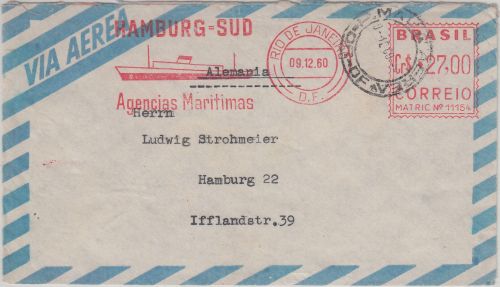 VIA AEREA
HAMBURG-SÜD
Agencias Maritimas
RIO DE JANEIRO
09.12.60
D.F.
BRASIL
Cr$ 27,00
CORREIO
MATRIC Nº 11154
Alemania
Herrn
Ludwig Strohmeier
Hamburg 22
Ifflandstr.39